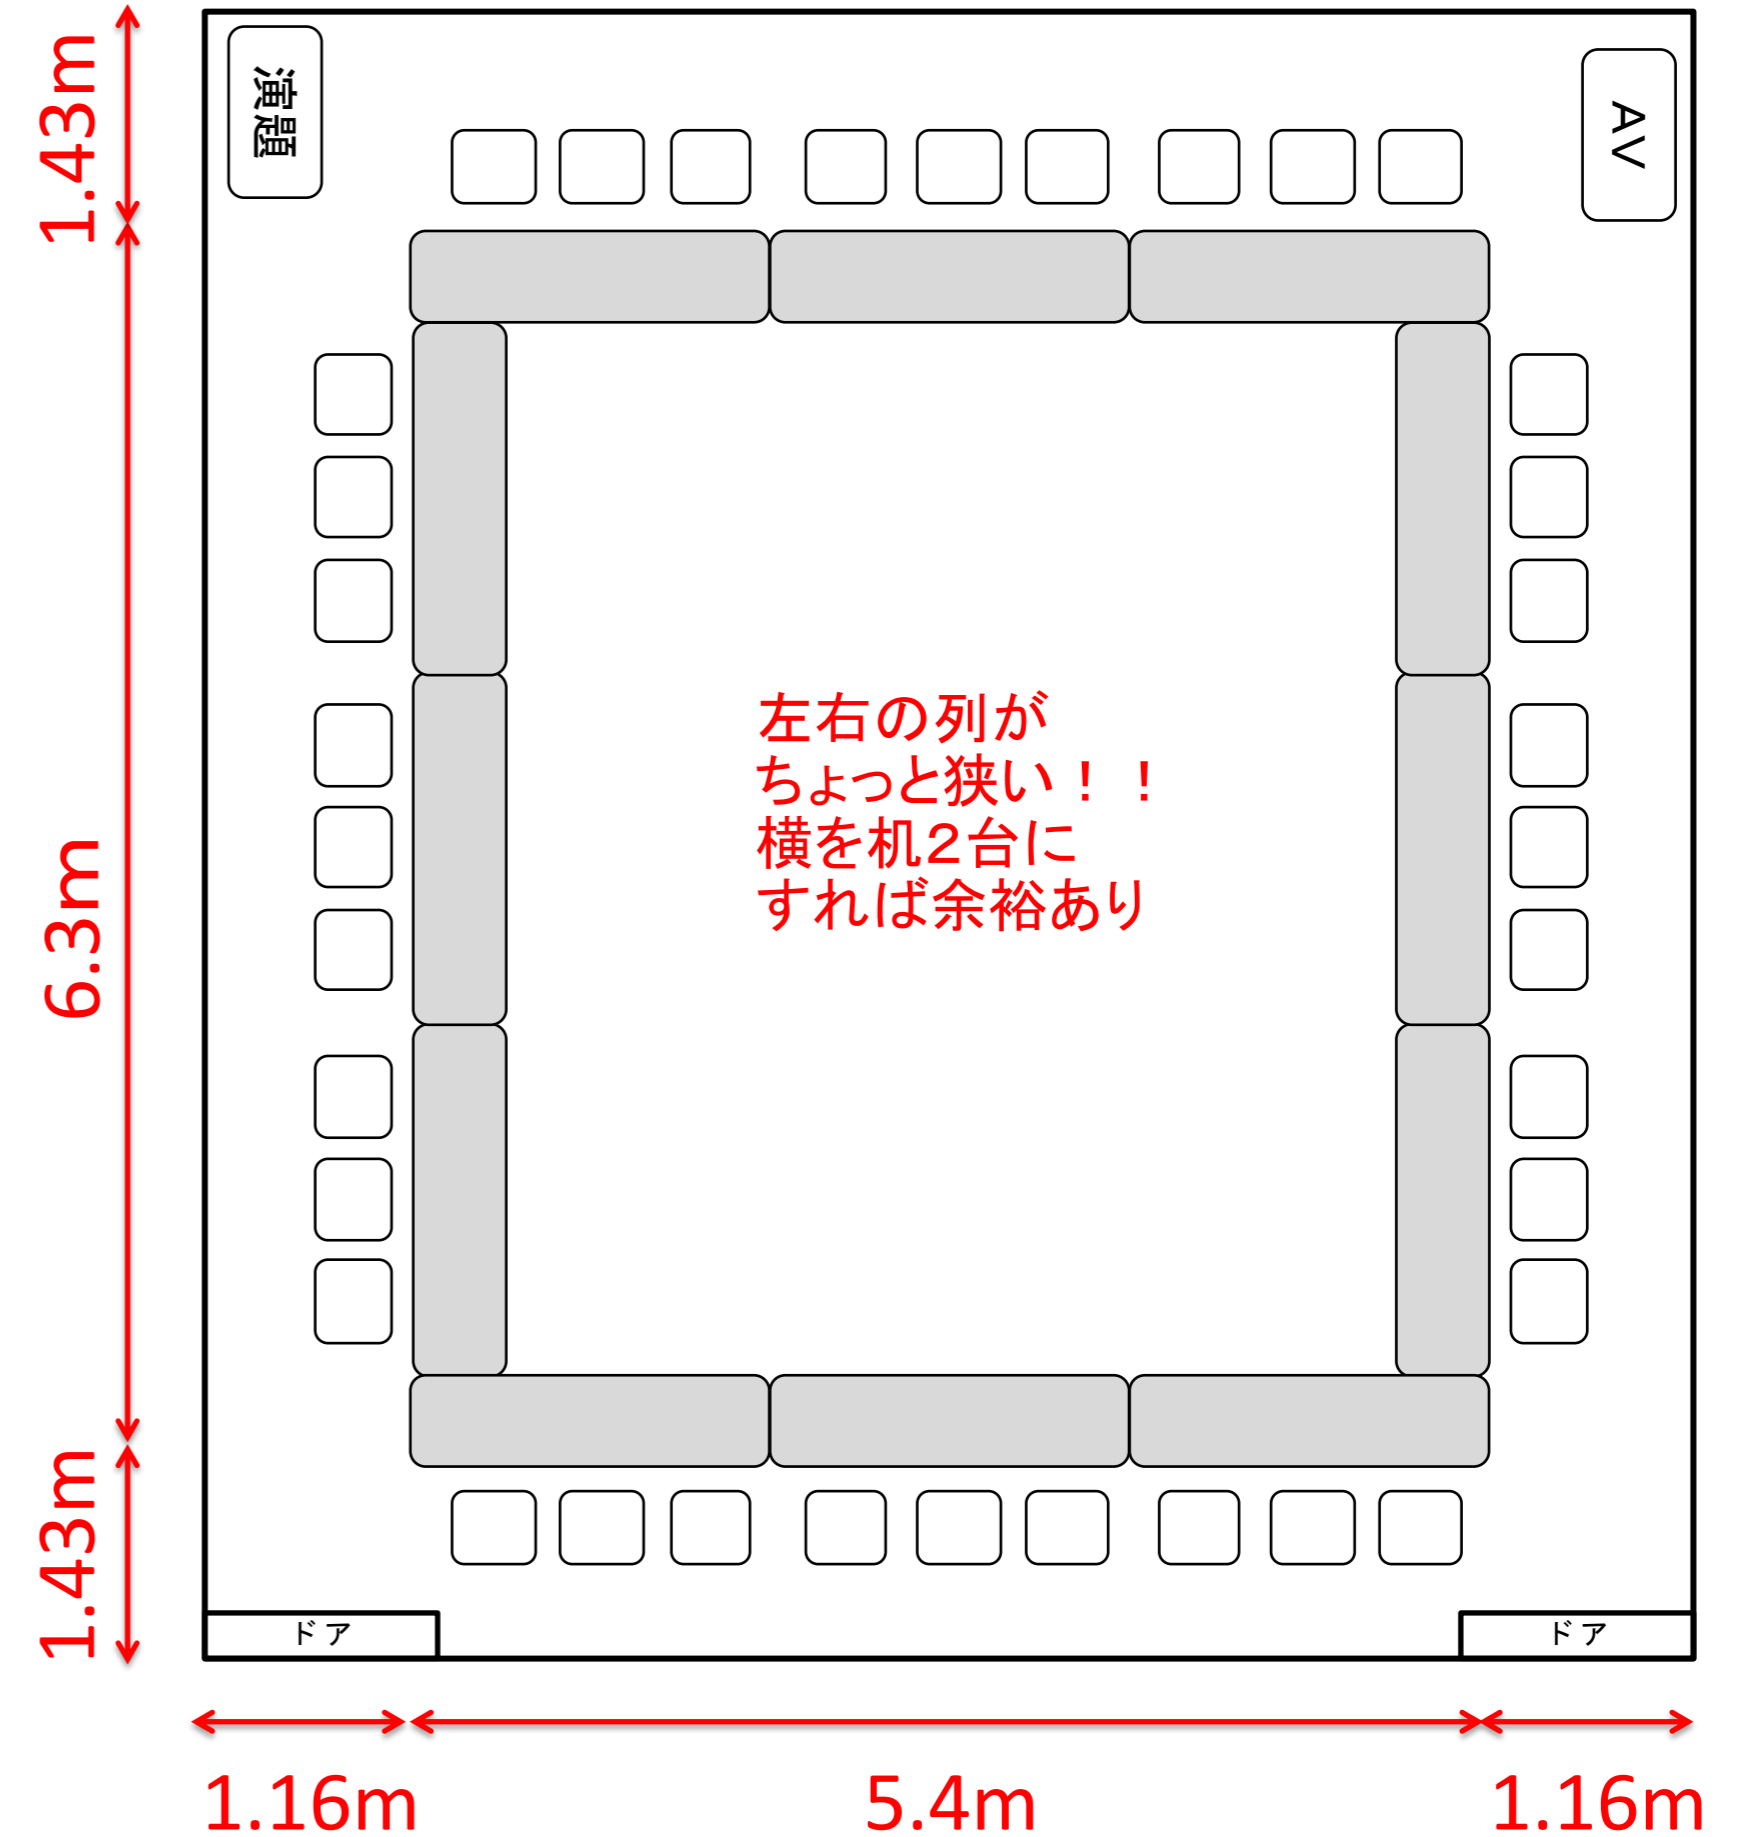 1.43m
演題
AV
6.3m
左右の列が
ちょっと狭い！！
横を机２台に
すれば余裕あり
1.43m
ドア
ドア
1.16m
5.4m
1.16m